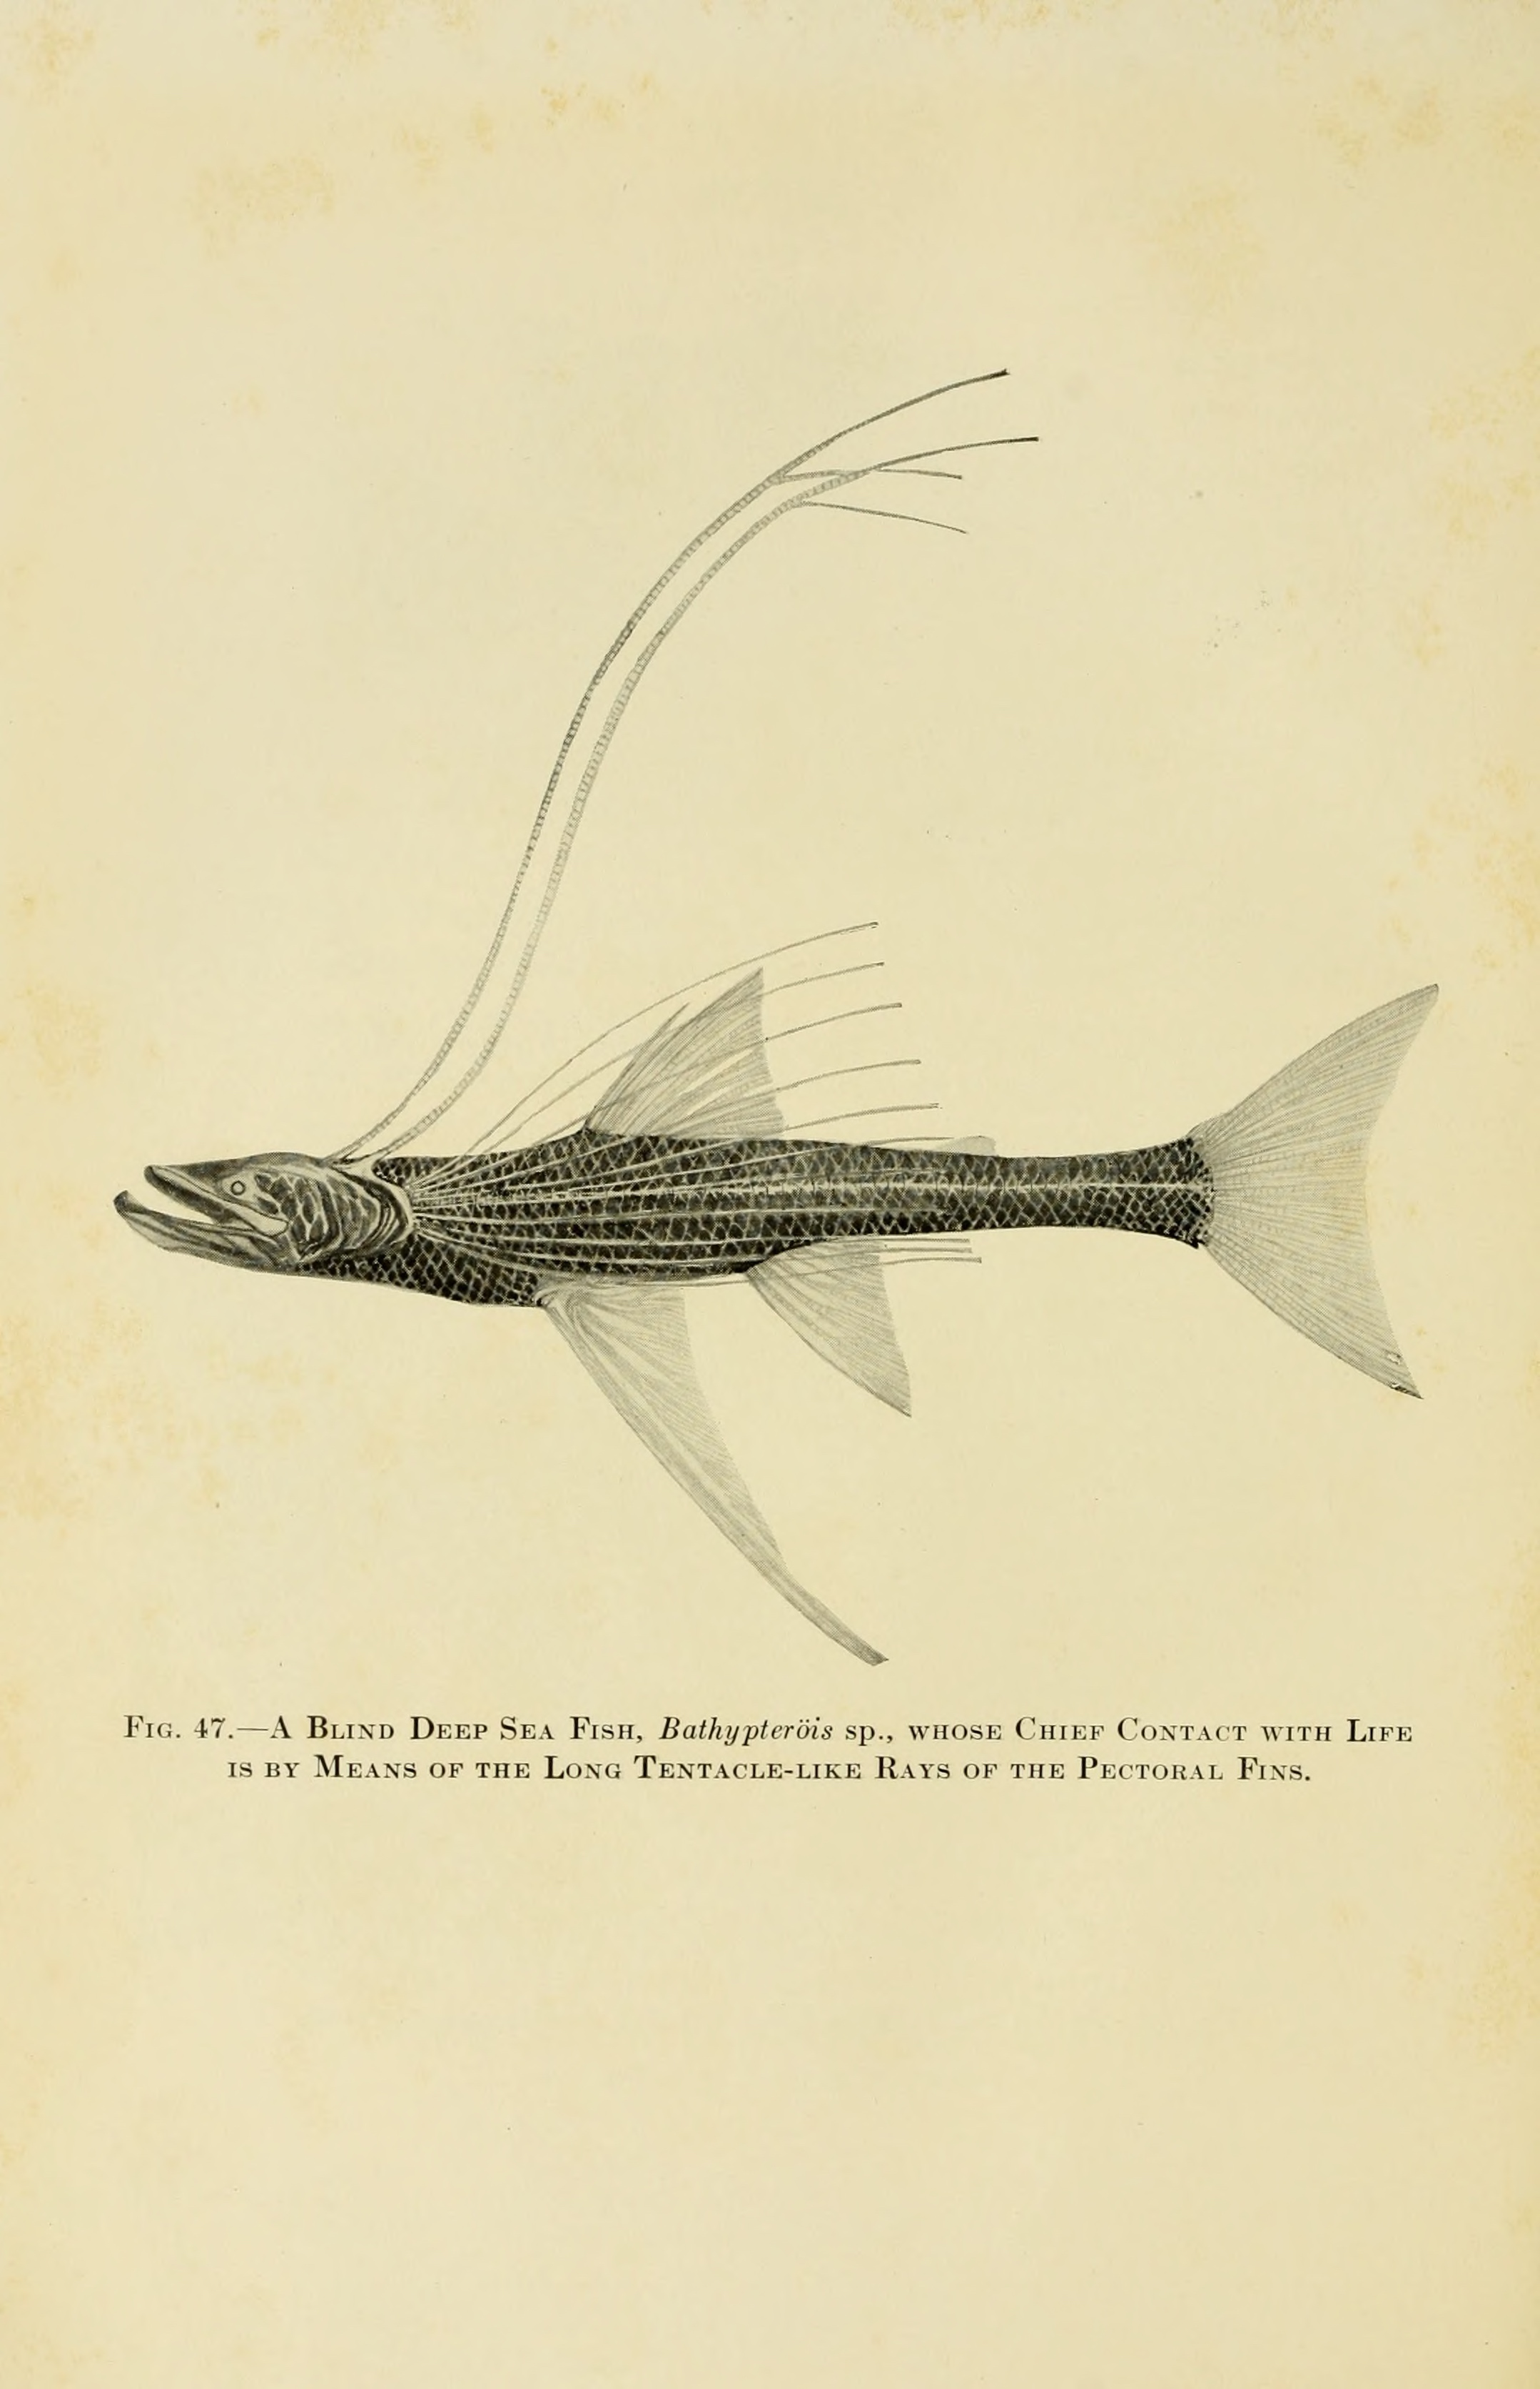 Fig. 47.—A Blind Deep Sea Fish, Bathypteröis sp., whose Chief Contact with Life
is by Means of the Long Tentacle-like Rays of the Pectoral Fins.